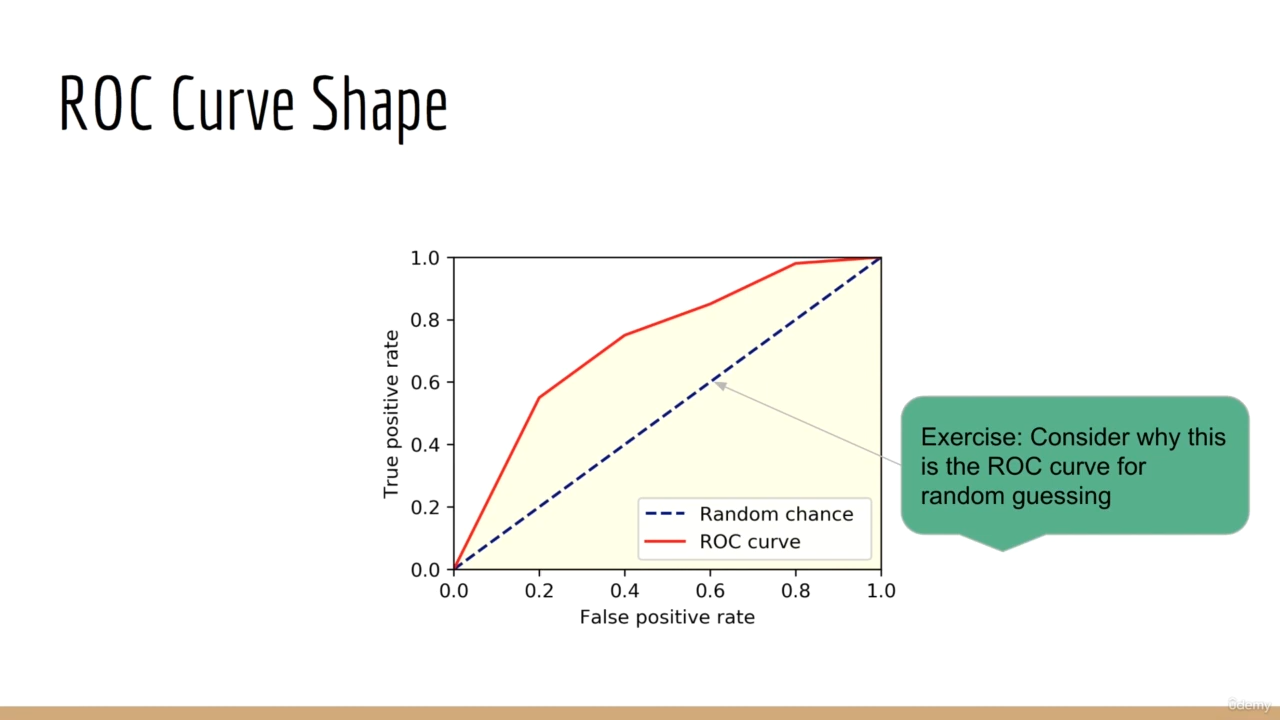 ROC Curve Shape
1.0
0.8
0.6
0.4
0.2
0.0
True positive rate
0.0 0.2 0.4 0.6 0.8 1.0
False positive rate
Random chance
ROC curve
Exercise: Consider why this
is the ROC curve for
random guessing
ûdemy